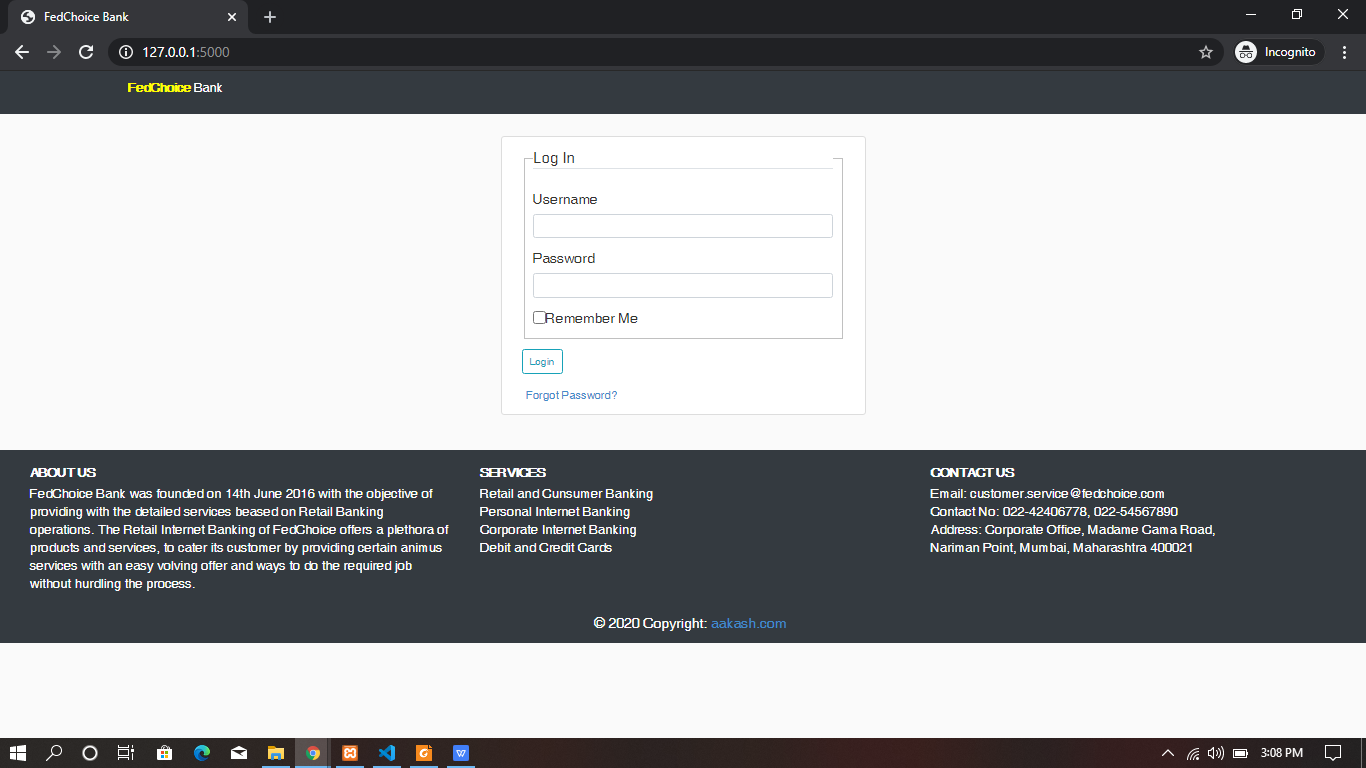 FedChoice Bank
127.0.0.1:5000
Incognito
FedChoice Bank
Log In
Username
Password
Remember Me
Login
Forgot Password?
ABOUT US
FedChoice Bank was founded on 14th June 2016 with the objective of
providing with the detailed services beased on Retail Banking
operations. The Retail Internet Banking of FedChoice offers a plethora of
products and services, to cater its customer by providing certain animus
services with an easy volving offer and ways to do the required job
without hurdling the process.
SERVICES
Retail and Cunsumer Banking
Personal Internet Banking
Corporate Internet Banking
Debit and Credit Cards
CONTACT US
Email: customer.service@fedchoice.com
Contact No: 022-42406778, 022-54567890
Address: Corporate Office, Madame Cama Road,
Nariman Point, Mumbai, Maharashtra 400021
© 2020 Copyright: aakash.com
3:08 PM